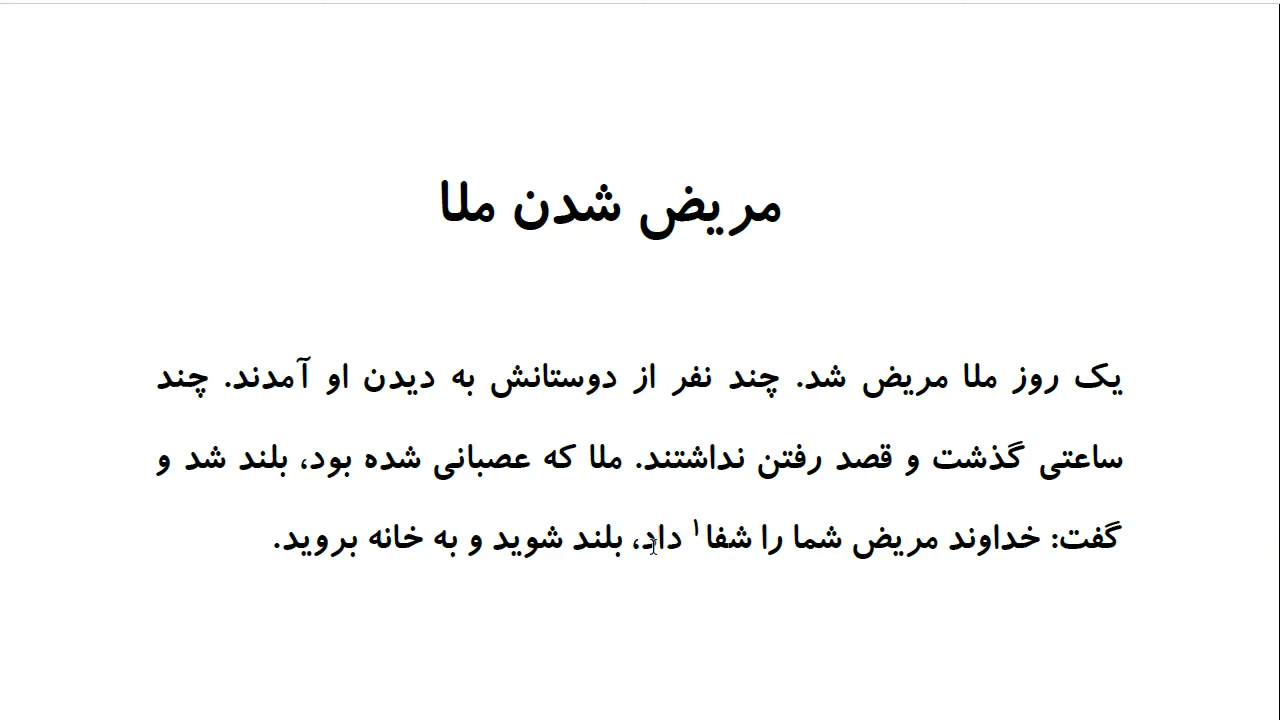 مریض شدن ملا
یک روز ملا مریض شد. چند نفر از دوستانش به دیدن او آمدند. چند
ساعتی گذشت و قصد رفتن نداشتند. ملا که عصبانی شده بود، بلند شد و
گفت: خداوند مریض شما را شفا۱ داد، بلند شوید و به خانه بروید.